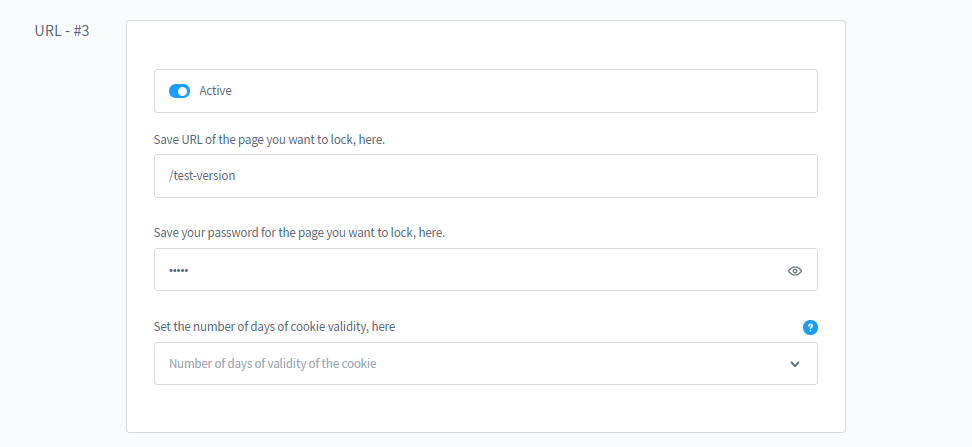 URL - #3
Active
Save URL of the page you want to lock, here.
/test-version
Save your password for the page you want to lock, here.
•••••
Set the number of days of cookie validity, here
?
Number of days of validity of the cookie